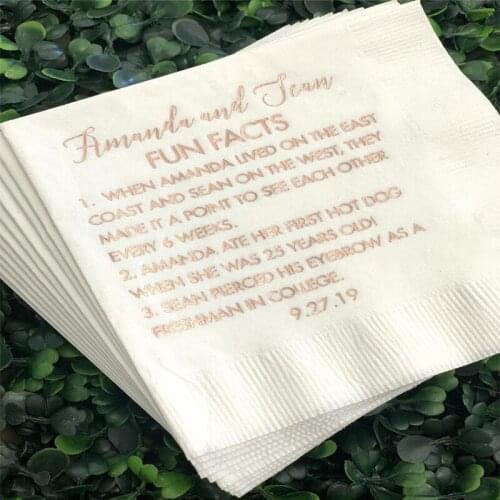 Amanda and Sean
FUN FACTS
1. WHEN AMANDA LIVED ON THE EAST
COAST AND SEAN ON THE WEST, THEY
MADE IT A POINT TO SEE EACH OTHER
EVERY 6 WEEKS.
2. AMANDA ATE HER FIRST HOT DOG
WHEN SHE WAS 25 YEARS OLD!
3. SEAN PIERCED HIS EYEBROW AS A
FRESHMAN IN COLLEGE.
9.27.19